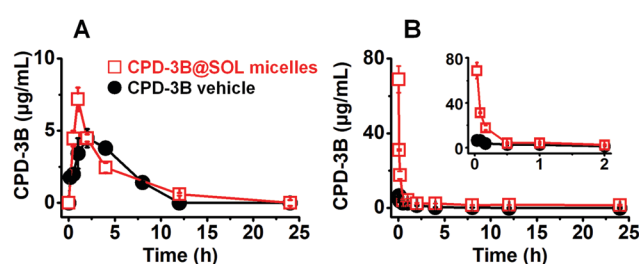 A
CPD-3B (µg/mL)
10
5
0
CPD-3B@SOL micelles
CPD-3B vehicle
0 5 10 15 20 25
Time (h)
B
CPD-3B (µg/mL)
80
40
0
0 5 10 15 20 25
Time (h)
80
40
0
0 1 2